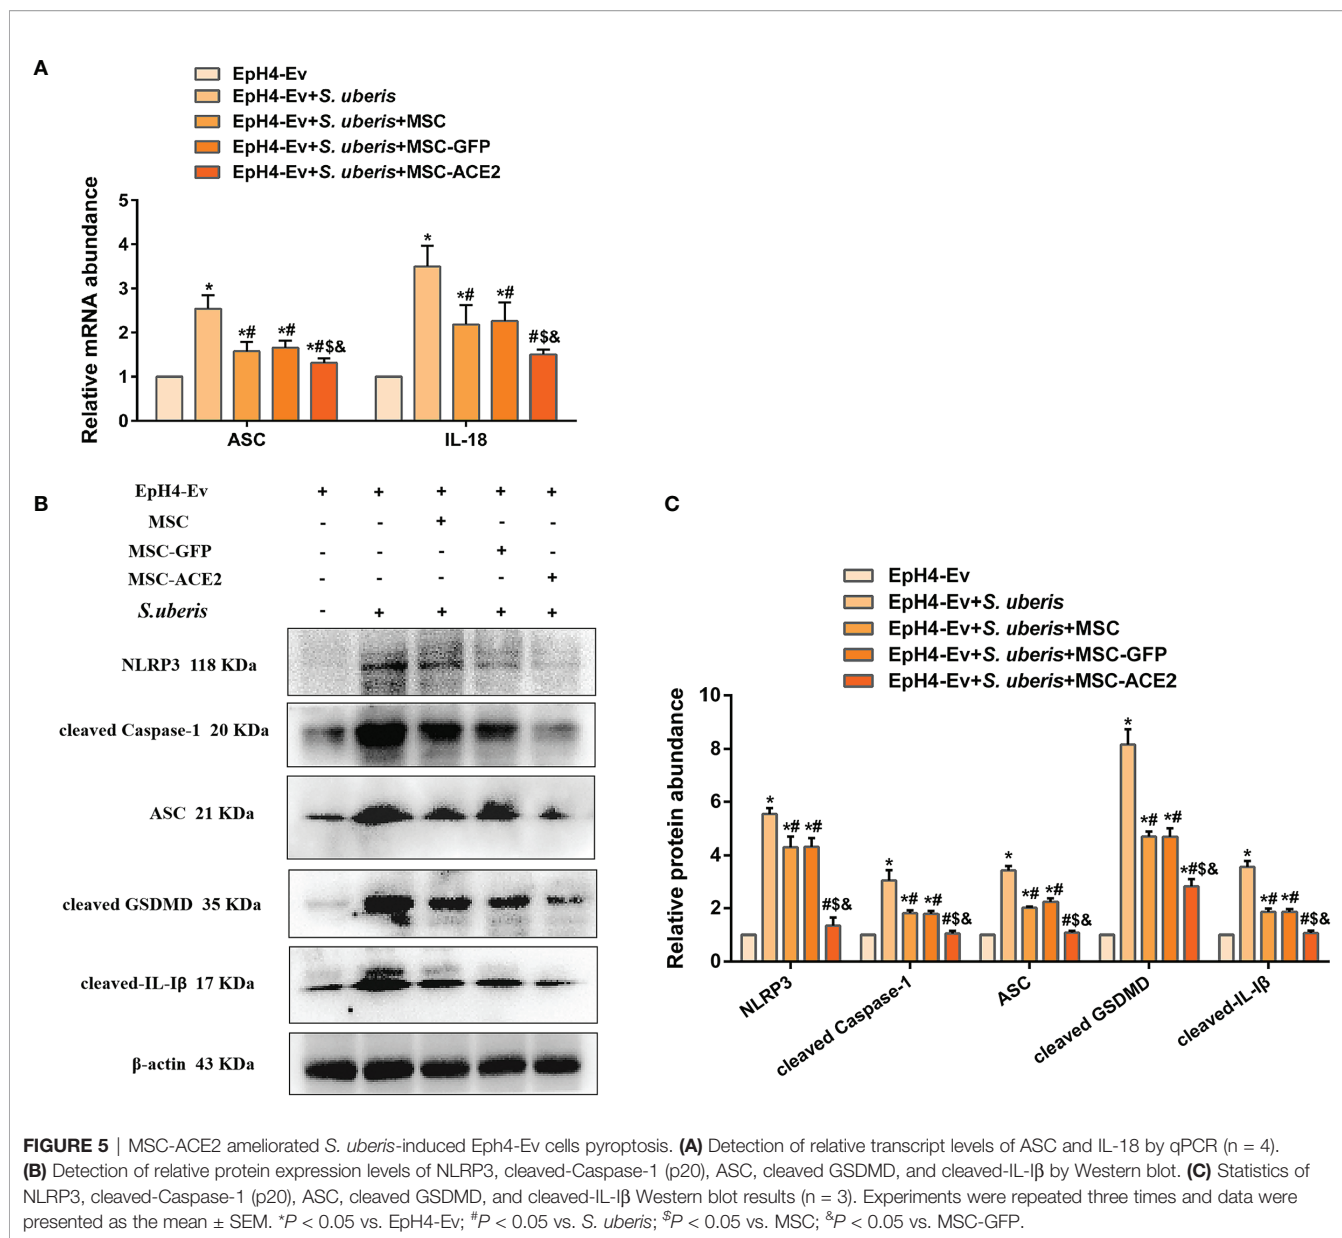 A
EpH4-Ev
EpH4-Ev+S. uberis
EpH4-Ev+S. uberis+MSC
EpH4-Ev+S. uberis+MSC-GFP
EpH4-Ev+S. uberis+MSC-ACE2
Relative mRNA abundance
5
4
3
2
1
0
* *# *# *#$&
* *# *# #$&
ASC IL-18
B
EpH4-Ev + + + + +
MSC - - + - -
MSC-GFP - - - + -
MSC-ACE2 - - - - +
S.uberis - + + + +
NLRP3 118 KDa
cleaved Caspase-1 20 KDa
ASC 21 KDa
cleaved GSDMD 35 KDa
cleaved-IL-Iβ 17 KDa
β-actin 43 KDa
C
EpH4-Ev
EpH4-Ev+S. uberis
EpH4-Ev+S. uberis+MSC
EpH4-Ev+S. uberis+MSC-GFP
EpH4-Ev+S. uberis+MSC-ACE2
Relative protein abundance
10
8
6
4
2
0
* *# *# #$&
* *# *# #$&
* *# *# #$&
* *# *# *#$&
* *# *# #$&
NLRP3
cleaved Caspase-1
ASC
cleaved GSDMD
cleaved-IL-Iβ
FIGURE 5 | MSC-ACE2 ameliorated S. uberis-induced Eph4-Ev cells pyroptosis. (A) Detection of relative transcript levels of ASC and IL-18 by qPCR (n = 4).
(B) Detection of relative protein expression levels of NLRP3, cleaved-Caspase-1 (p20), ASC, cleaved GSDMD, and cleaved-IL-Iβ by Western blot. (C) Statistics of
NLRP3, cleaved-Caspase-1 (p20), ASC, cleaved GSDMD, and cleaved-IL-Iβ Western blot results (n = 3). Experiments were repeated three times and data were
presented as the mean ± SEM. *P < 0.05 vs. EpH4-Ev; #P < 0.05 vs. S. uberis; $P < 0.05 vs. MSC; &P < 0.05 vs. MSC-GFP.